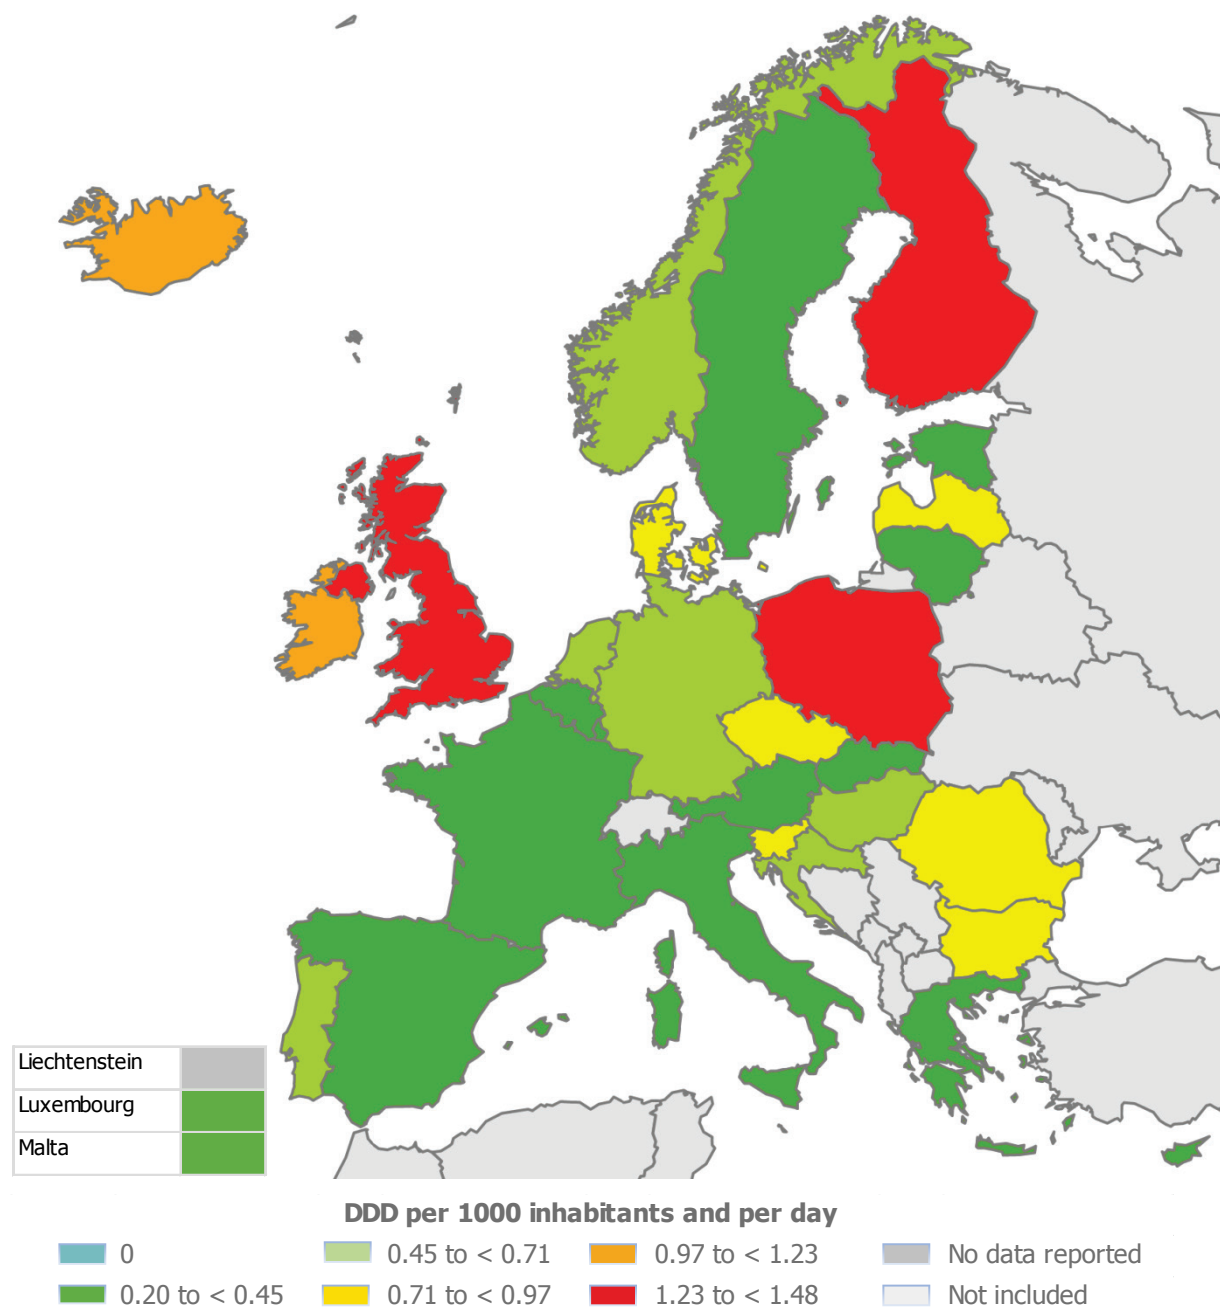 Liechtenstein
Luxembourg
Malta
DDD per 1000 inhabitants and per day
0 0.45 to < 0.71 0.97 to < 1.23 No data reported
0.20 to < 0.45 0.71 to < 0.97 1.23 to < 1.48 Not included